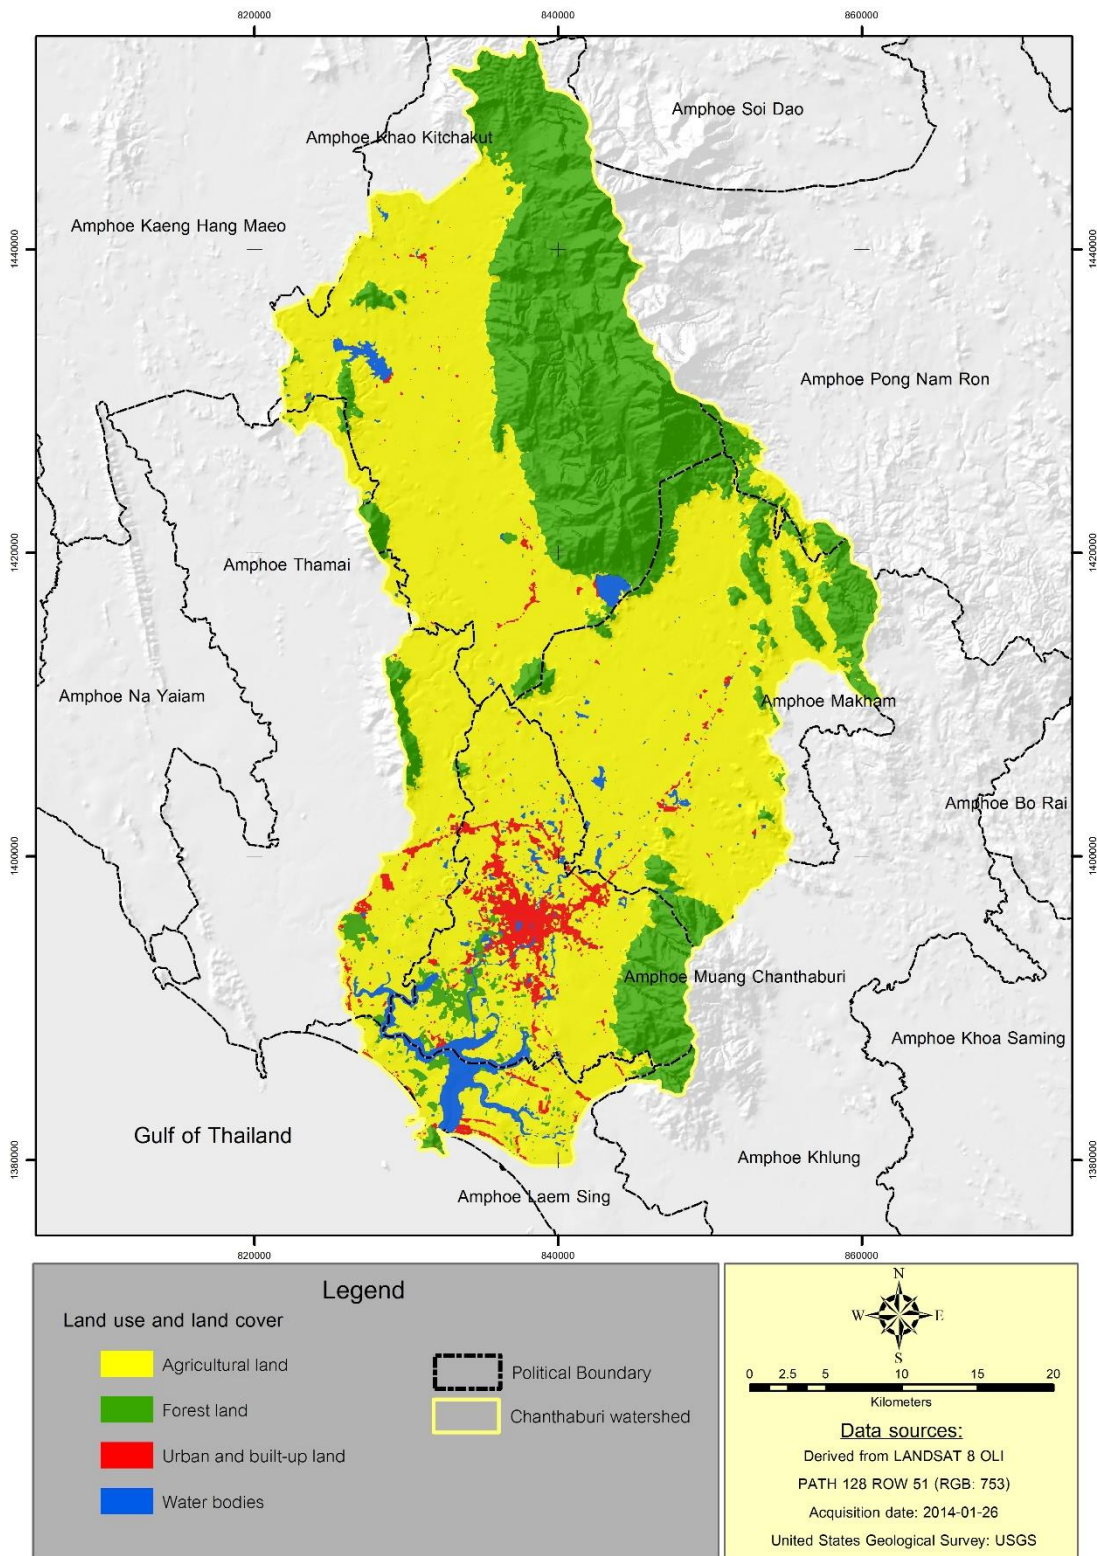 820000 840000 860000
Amphoe Soi Dao
Amphoe Khao Kitchakut
Amphoe Kaeng Hang Maeo
1440000 1440000
Amphoe Pong Nam Ron
1420000 1420000
Amphoe Thamai
Amphoe Na Yaiam
Amphoe Makham
Amphoe Bo Rai
1400000 1400000
Amphoe Muang Chanthaburi
Amphoe Khoa Saming
Gulf of Thailand
1380000 1380000
Amphoe Khlung
Amphoe Laem Sing
820000 840000 860000
Legend
Land use and land cover
Agricultural land
Forest land
Urban and built-up land
Water bodies
Political Boundary
Chanthaburi watershed
N
W E
S
0 2.5 5 10 15 20
Kilometers
Data sources:
Derived from LANDSAT 8 OLI
PATH 128 ROW 51 (RGB: 753)
Acquisition date: 2014-01-26
United States Geological Survey: USGS